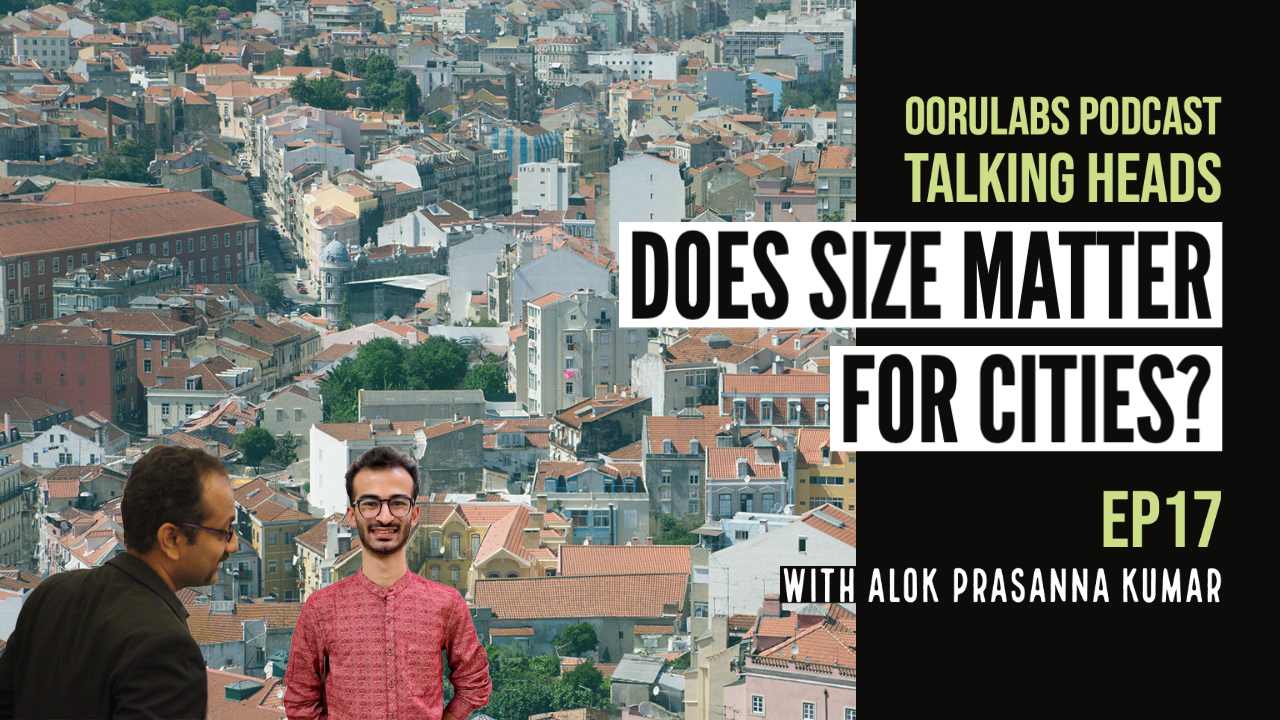 OORULABS PODCAST
TALKING HEADS
DOES SIZE MATTER
FOR CITIES?
EP17
WITH ALOK PRASANNA KUMAR